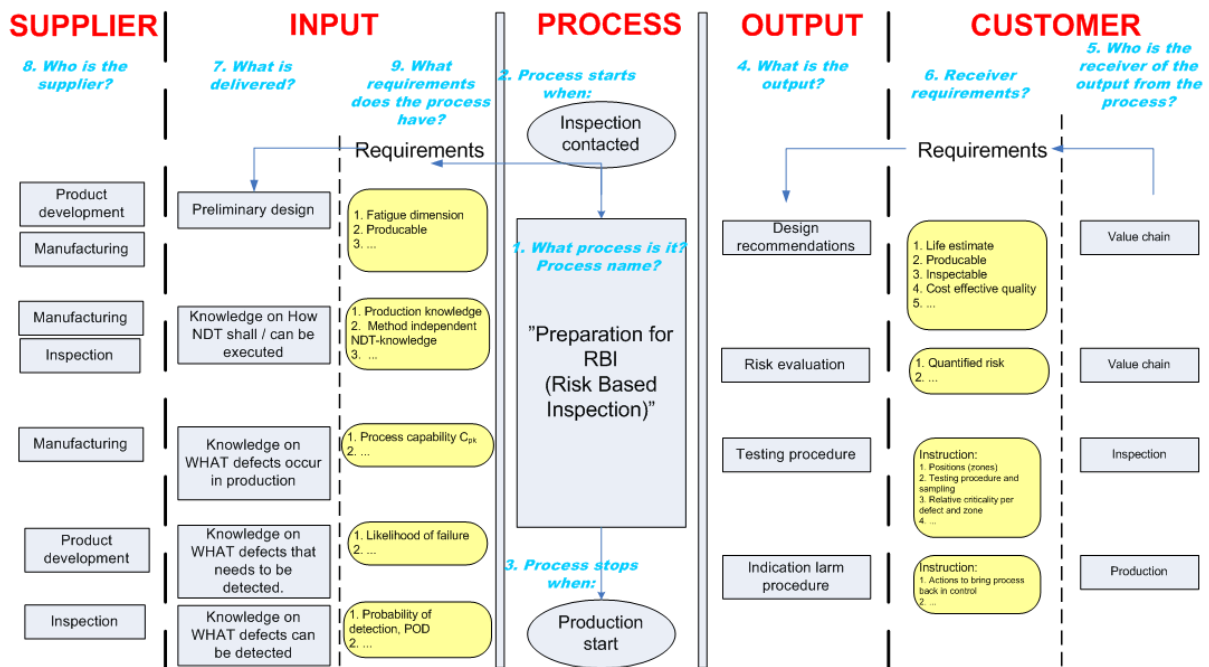 SUPPLIER
INPUT
PROCESS
OUTPUT
CUSTOMER
8. Who is the
supplier?
7. What is
delivered?
9. What
requirements
does the process
have?
2. Process starts
when:
4. What is the
output?
6. Receiver
requirements?
5. Who is the
receiver of the
output from the
process?
Inspection
contacted
Requirements
Requirements
Product
development
Manufacturing
Preliminary design
1. Fatigue dimension
2. Producable
3. ...
1. What process is it?
Process name?
Design
recommendations
1. Life estimate
2. Producable
3. Inspectable
4. Cost effective quality
5. ...
Value chain
Manufacturing
Inspection
Knowledge on How
NDT shall / can be
executed
1. Production knowledge
2. Method independent
NDT-knowledge
3. ...
"Preparation for
RBI
(Risk Based
Inspection)"
Risk evaluation
1. Quantified risk
2. ...
Value chain
Manufacturing
Knowledge on
WHAT defects occur
in production
1. Process capability Cpk
2. ...
Testing procedure
Instruction:
1. Positions (zones)
2. Testing procedure and
sampling
3. Relative criticality per
defect and zone
4. ...
Inspection
Product
development
Knowledge on
WHAT defects that
needs to be
detected.
1. Likelihood of failure
2. ...
3. Process stops
when:
Indication larm
procedure
Instruction:
1. Actions to bring process
back in control
2. ...
Production
Inspection
Knowledge on
WHAT defects can
be detected
1. Probability of
detection, POD
2. ...
Production
start